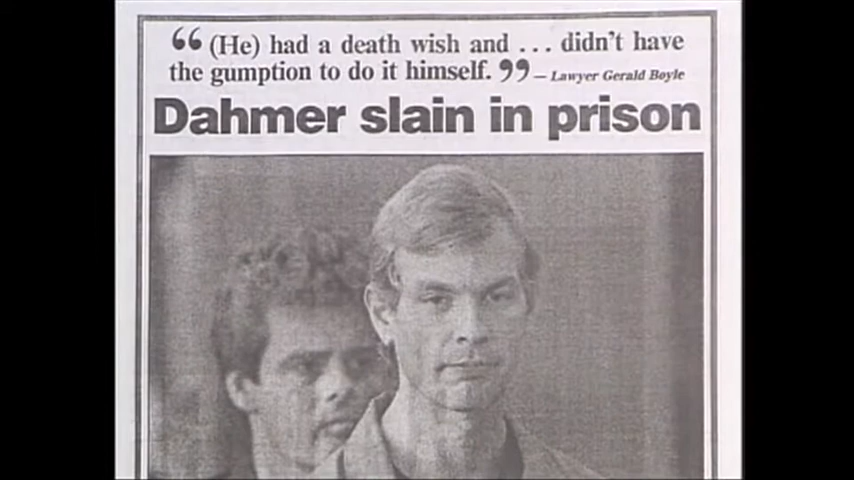 “ (He) had a death wish and ... didn't have
the gumption to do it himself. ” – Lawyer Gerald Boyle
Dahmer slain in prison